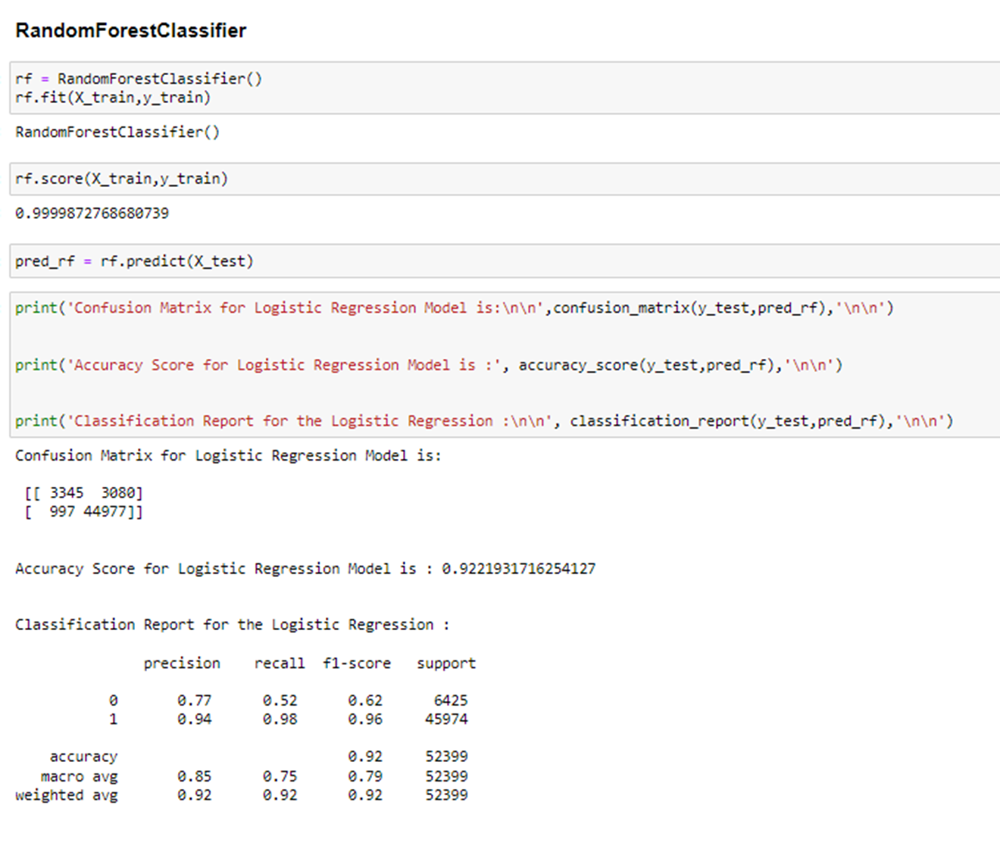 RandomForestClassifier
rf = RandomForestClassifier()
rf.fit(X_train,y_train)
RandomForestClassifier()
rf.score(X_train,y_train)
0.9999872768680739
pred_rf = rf.predict(X_test)
print('Confusion Matrix for Logistic Regression Model is:\n\n',confusion_matrix(y_test,pred_rf),'\n\n')
print('Accuracy Score for Logistic Regression Model is :', accuracy_score(y_test,pred_rf),'\n\n')
print('Classification Report for the Logistic Regression :\n\n', classification_report(y_test,pred_rf),'\n\n')
Confusion Matrix for Logistic Regression Model is:
[[ 3345  3080]
[  997 44977]]
Accuracy Score for Logistic Regression Model is : 0.9221931716254127
Classification Report for the Logistic Regression :
precision    recall  f1-score   support
0       0.77      0.52      0.62      6425
1       0.94      0.98      0.96     45974
accuracy                           0.92     52399
macro avg       0.85      0.75      0.79     52399
weighted avg       0.92      0.92      0.92     52399